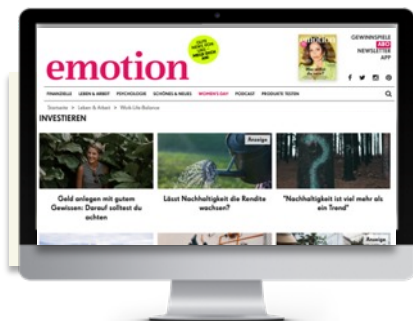 emotion
GEWINNSPIELE
ABO
NEWSLETTER
APP
FINANZIELLE LEBEN & ARBEIT PSYCHOLOGIE SCHÖNES & NEUES WOMEN'S DAY PODCAST PRODUKTE TESTEN
Startseite > Leben & Arbeit > Work-Life-Balance
INVESTIEREN
Anzeige
Geld anlegen mit gutem
Gewissen: Darauf solltest du
achten
Lässt Nachhaltigkeit die Rendite
wachsen?
"Nachhaltigkeit ist viel mehr als
ein Trend"
Anzeige